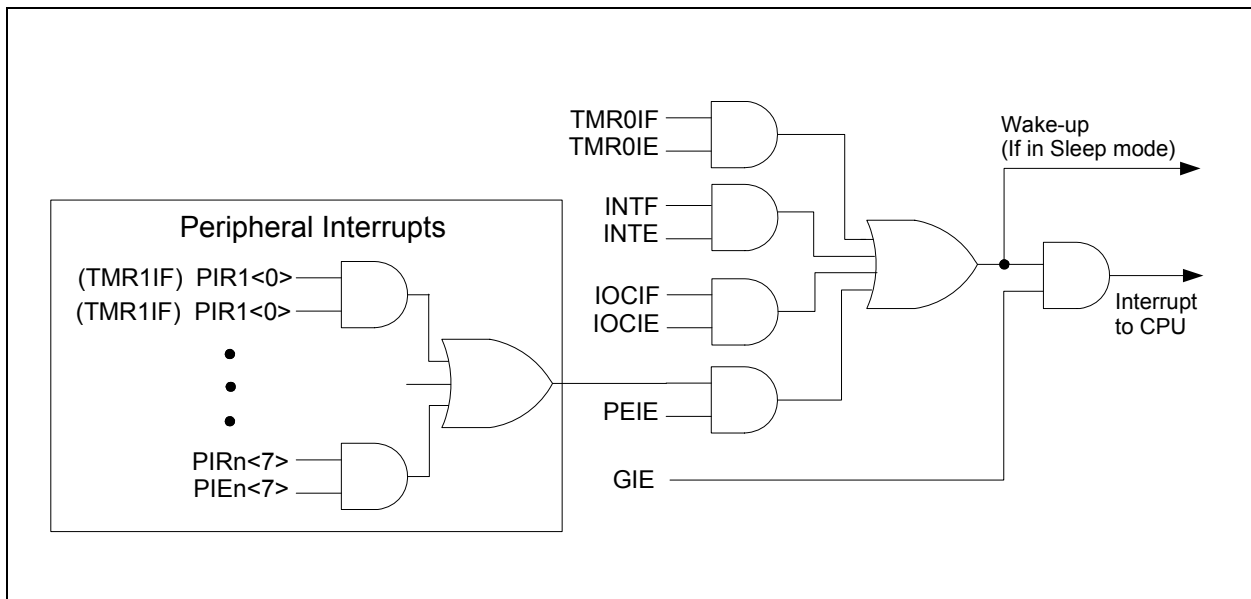 TMR0IF
TMR0IE
Wake-up
(If in Sleep mode)
INTF
INTE
Peripheral Interrupts
(TMR1IF) PIR1<0>
(TMR1IF) PIR1<0>
IOCIF
IOCIE
Interrupt
to CPU
PEIE
PIRn<7>
PIEn<7>
GIE